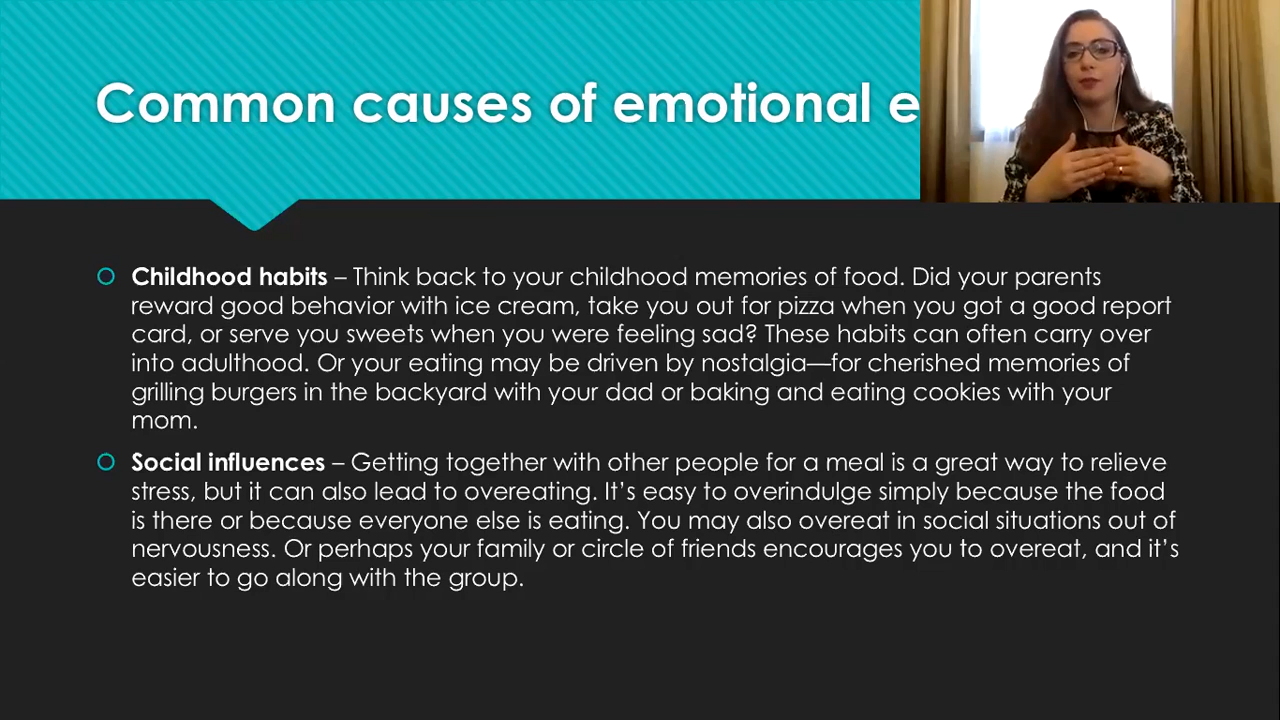 Common causes of emotional e
Childhood habits – Think back to your childhood memories of food. Did your parents
reward good behavior with ice cream, take you out for pizza when you got a good report
card, or serve you sweets when you were feeling sad? These habits can often carry over
into adulthood. Or your eating may be driven by nostalgia—for cherished memories of
grilling burgers in the backyard with your dad or baking and eating cookies with your
mom.
Social influences – Getting together with other people for a meal is a great way to relieve
stress, but it can also lead to overeating. It’s easy to overindulge simply because the food
is there or because everyone else is eating. You may also overeat in social situations out of
nervousness. Or perhaps your family or circle of friends encourages you to overeat, and it’s
easier to go along with the group.